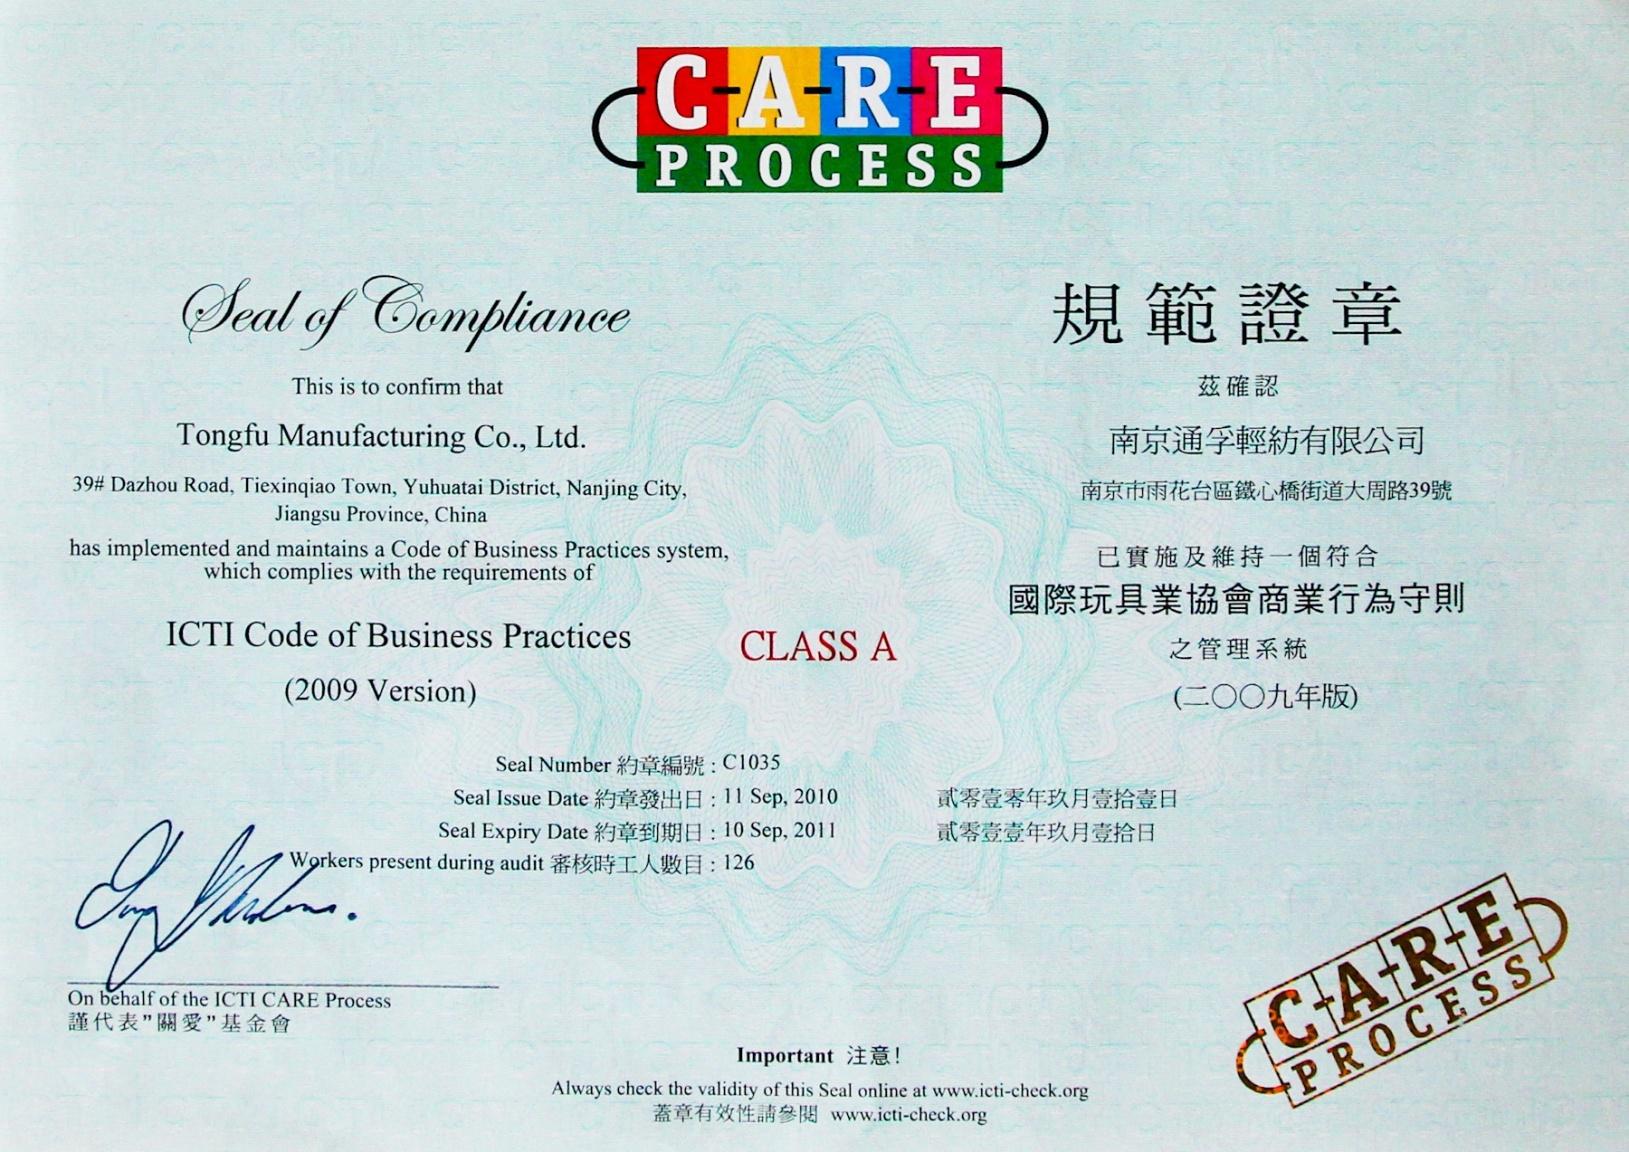 CARE
PROCESS
Seal of Compliance
This is to confirm that
Tongfu Manufacturing Co., Ltd.
39# Dazhou Road, Tiexinqiao Town, Yuhuatai District, Nanjing City,
Jiangsu Province, China
has implemented and maintains a Code of Business Practices system,
which complies with the requirements of
ICTI Code of Business Practices
(2009 Version)
CLASS A
規範證章
茲確認
南京通孚輕紡有限公司
南京市雨花台區鐵心橋街道大周路39號
已實施及維持一個符合
國際玩具業協會商業行為守則
之管理系統
(二〇〇九年版)
Seal Number 約章編號 : C1035
Seal Issue Date 約章發出日 : 11 Sep, 2010 貳零壹零年玖月壹拾壹日
Seal Expiry Date 約章到期日 : 10 Sep, 2011 貳零壹壹年玖月壹拾日
Workers present during audit 審核時工人數目 : 126
On behalf of the ICTI CARE Process
謹代表"關愛"基金會
CARE
PROCESS
Important 注意!
Always check the validity of this Seal online at www.icti-check.org
蓋章有效性請參閱 www.icti-check.org